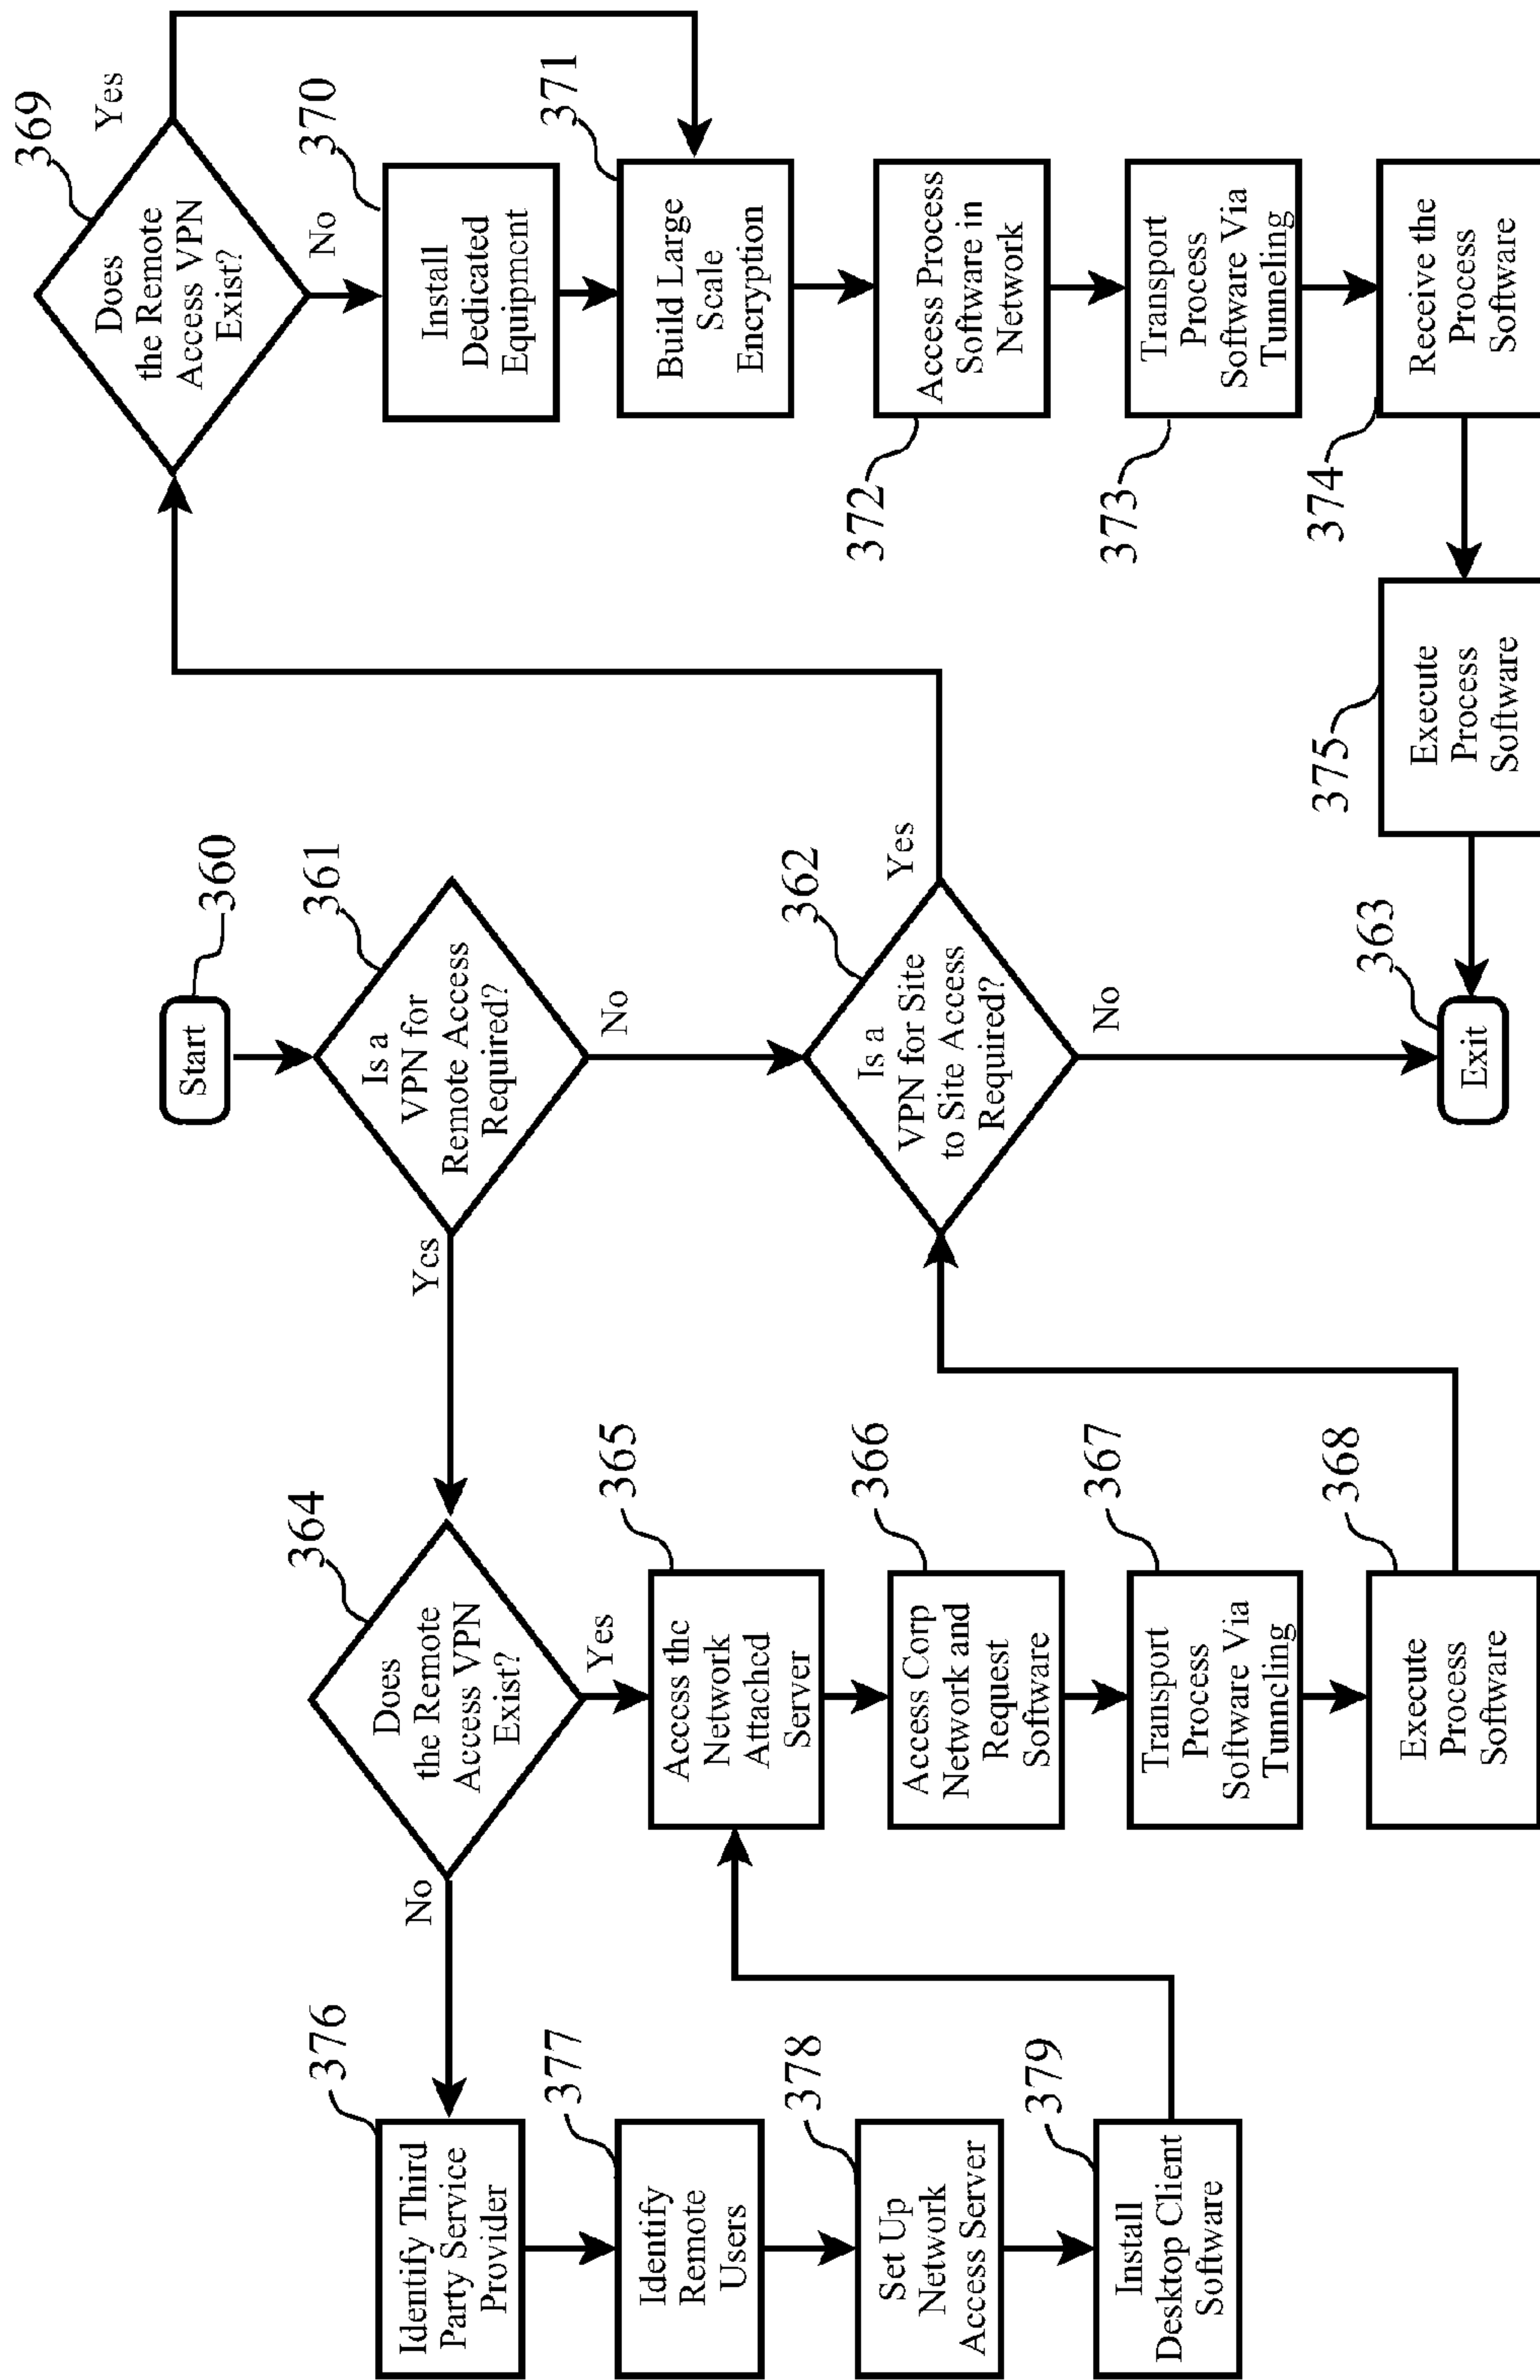 360
Start
361
Is a
VPN for
Remote Access
Required?
Yes
No
362
Is a
VPN for Site
to Site Access
Required?
Yes
No
363
Exit
364
Does
the Remote
Access VPN
Exist?
No
Yes
365
Access the
Network
Attached
Server
366
Access Corp
Network and
Request
Software
367
Transport
Process
Software Via
Tunneling
368
Execute
Process
Software
376
Identify Third
Party Service
Provider
377
Identify
Remote
Users
378
Set Up
Network
Access Server
379
Install
Desktop Client
Software
369
Does
the Remote
Access VPN
Exist?
Yes
No
370
Install
Dedicated
Equipment
371
Build Large
Scale
Encryption
372
Access Process
Software in
Network
373
Transport
Process
Software Via
Tunneling
374
Receive the
Process
Software
375
Execute
Process
Software